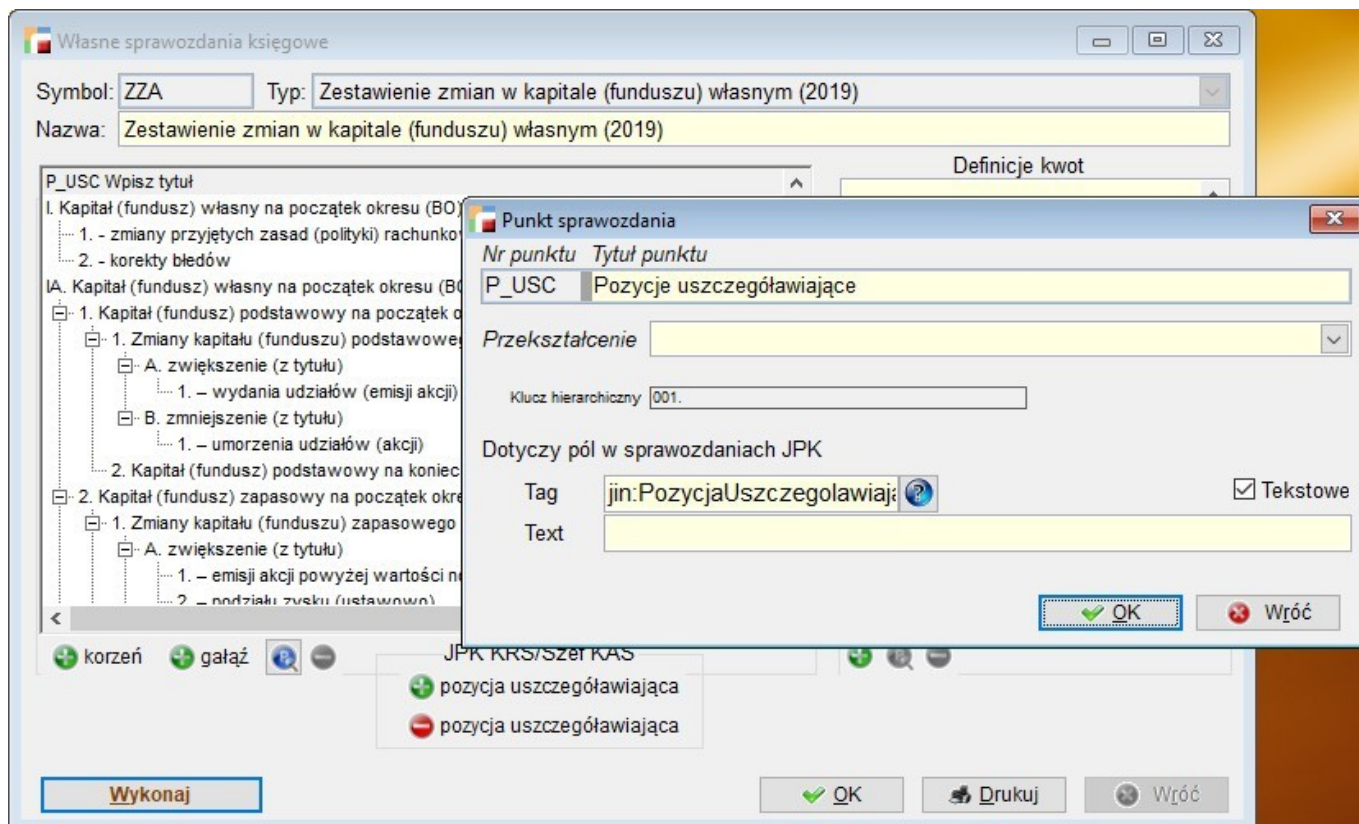 Własne sprawozdania księgowe
Symbol: ZZA Typ: Zestawienie zmian w kapitale (funduszu) własnym (2019)
Nazwa: Zestawienie zmian w kapitale (funduszu) własnym (2019)
Definicje kwot
P_USC Wpisz tytuł
I. Kapitał (fundusz) własny na początek okresu (BO)
1. - zmiany przyjętych zasad (polityki)
2. - korekty błędów
IA. Kapitał (fundusz) własny na początek okresu
1. Kapitał (fundusz) podstawowy na początek
1. Zmiany kapitału (funduszu)
A. zwiększenie (z tytułu)
1. – wydania udziałów (emisji akcji)
B. zmniejszenie (z tytułu)
1. – umorzenia udziałów (akcji)
2. Kapitał (fundusz) podstawowy na
2. Kapitał (fundusz) zapasowy na początek
1. Zmiany kapitału (funduszu) zapasowego
A. zwiększenie (z tytułu)
1. – emisji akcji powyżej wartości
2. – podziału zysku (ustawowo)
Punkt sprawozdania
Nr punktu Tytuł punktu
P_USC Pozycje uszczegóławiające
Przekształcenie
Klucz hierarchiczny 001.
Dotyczy pól w sprawozdaniach JPK
Tag jin:PozycjaUszczegolawiaja Tekstowe
Text
OK Wróć
korzeń gałąź JPK KRS/Szef KAS
pozycja uszczegóławiająca
pozycja uszczegóławiająca
Wykonaj OK Drukuj Wróć